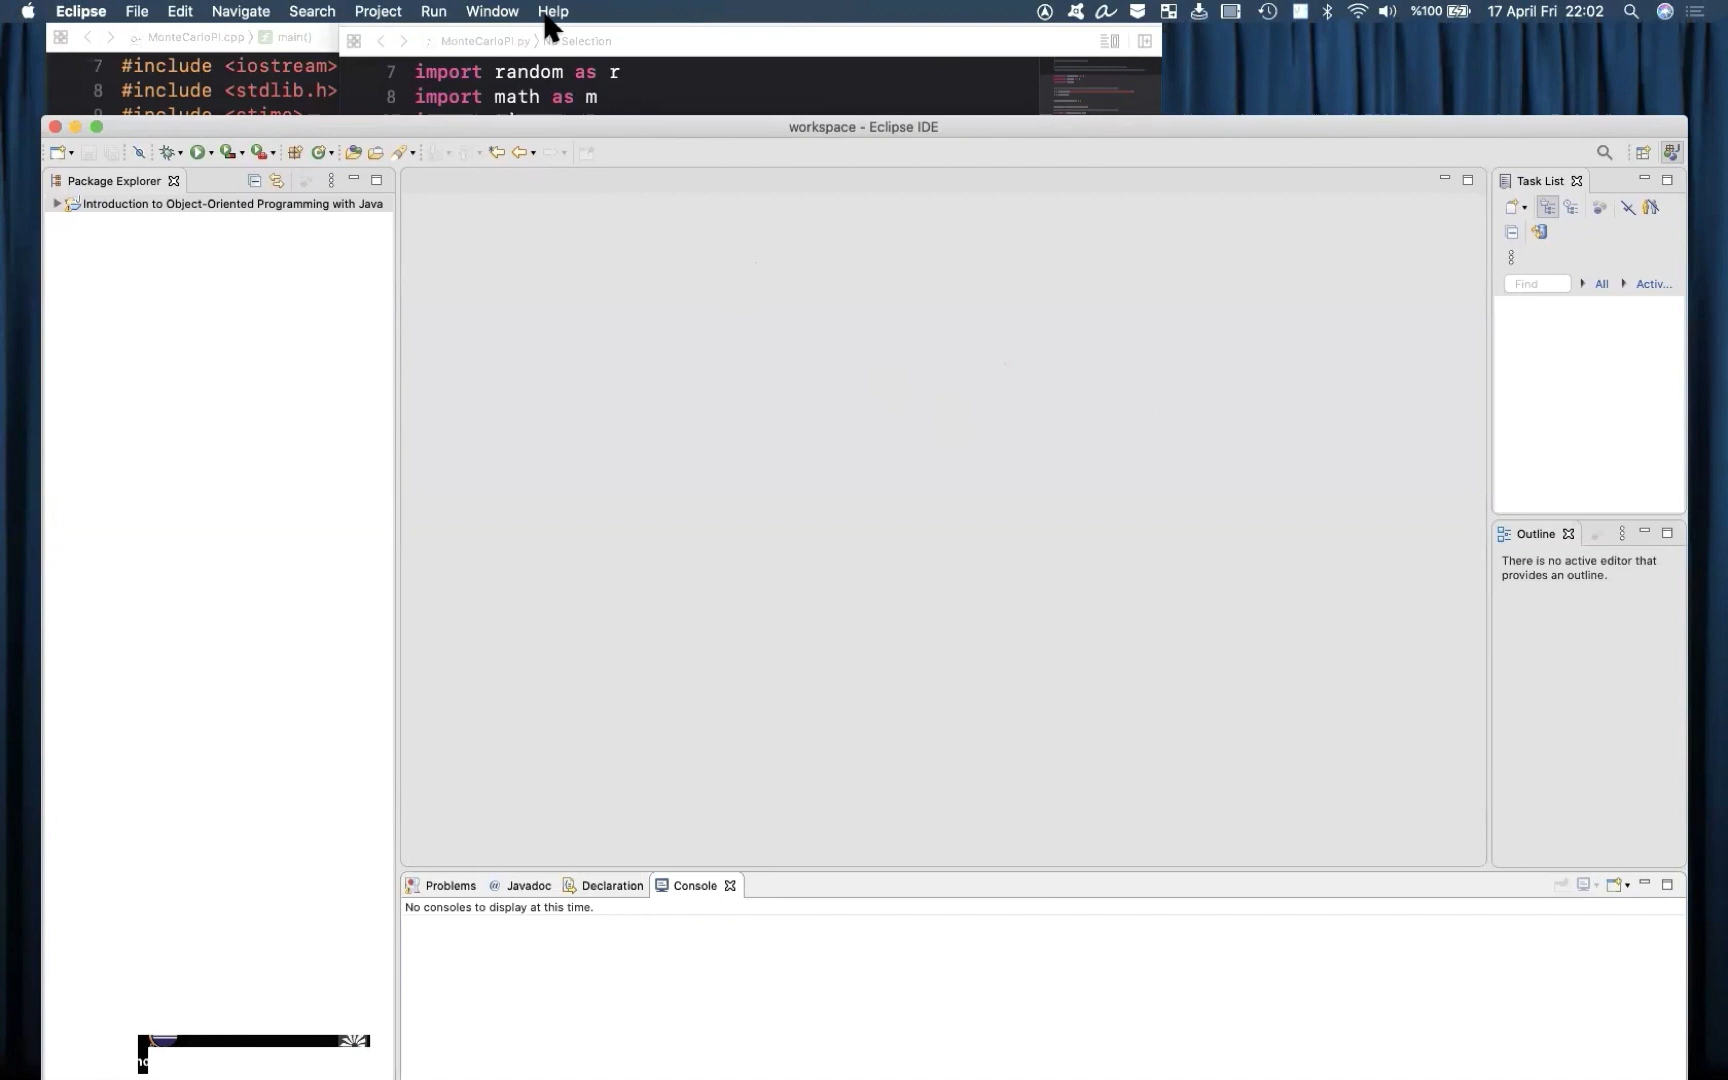 Eclipse File Edit Navigate Search Project Run Window Help %100 17 April Fri 22:02
MonteCarloPi.cpp main()
MonteCarloPi.py Selection
7 #include <iostream>
8 #include <stdlib.h>
7 import random as r
8 import math as m
workspace - Eclipse IDE
Package Explorer
Introduction to Object-Oriented Programming with Java
Task List
Find All Activ...
Outline
There is no active editor that
provides an outline.
Problems @ Javadoc Declaration Console
No consoles to display at this time.